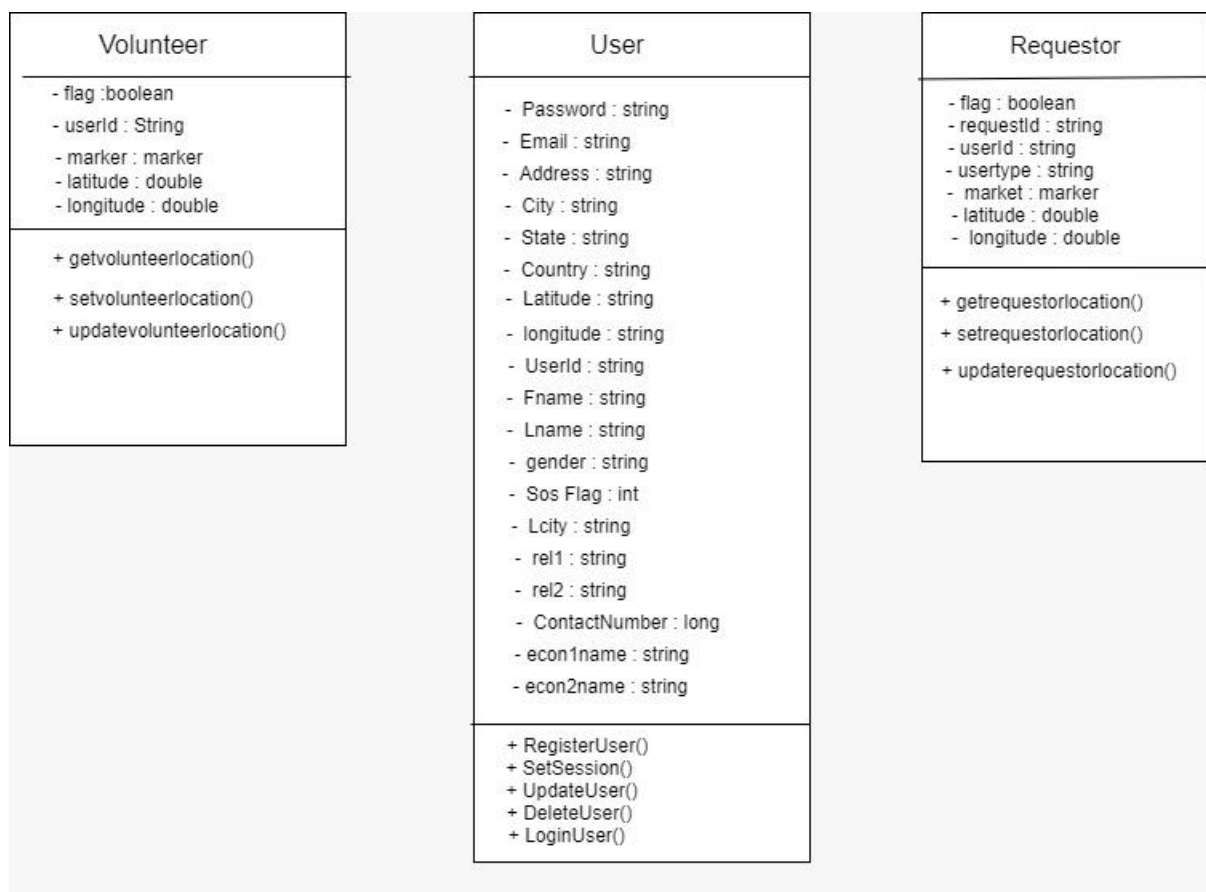 Volunteer
- flag :boolean
- userId : String
- marker : marker
- latitude : double
- longitude : double
+ getvolunteerlocation()
+ setvolunteerlocation()
+ updatevolunteerlocation()
User
- Password : string
- Email : string
- Address : string
- City : string
- State : string
- Country : string
- Latitude : string
- longitude : string
- UserId : string
- Fname : string
- Lname : string
- gender : string
- Sos Flag : int
- Lcity : string
- rel1 : string
- rel2 : string
- ContactNumber : long
- econ1name : string
- econ2name : string
+ RegisterUser()
+ SetSession()
+ UpdateUser()
+ DeleteUser()
+ LoginUser()
Requestor
- flag : boolean
- requestId : string
- userId : string
- usertype : string
- market : marker
- latitude : double
- longitude : double
+ getrequestorlocation()
+ setrequestorlocation()
+ updaterequestorlocation()